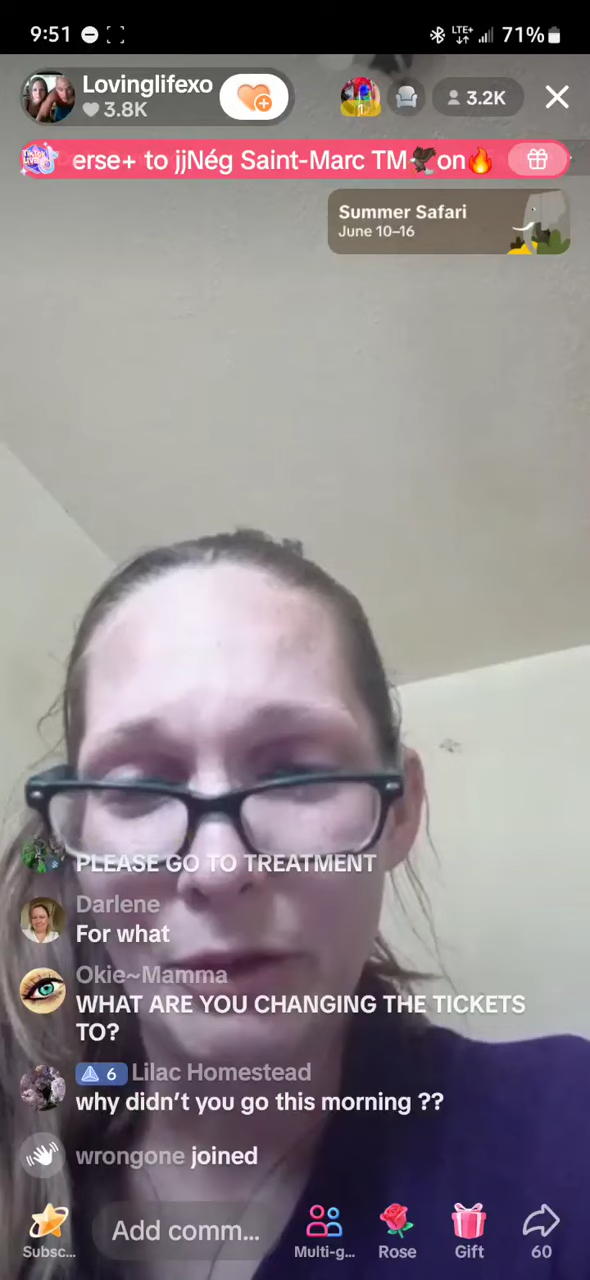 9:51
LTE+
71%
Lovinglifexo
3.8K
1
3.2K
erse+ to jjNég Saint-Marc TM🦅on🔥
Summer Safari
June 10–16
PLEASE GO TO TREATMENT
Darlene
For what
Okie~Mamma
WHAT ARE YOU CHANGING THE TICKETS
TO?
6 Lilac Homestead
why didn't you go this morning ??
wrongone joined
Subsc...
Add comm...
Multi-g...
Rose
Gift
60